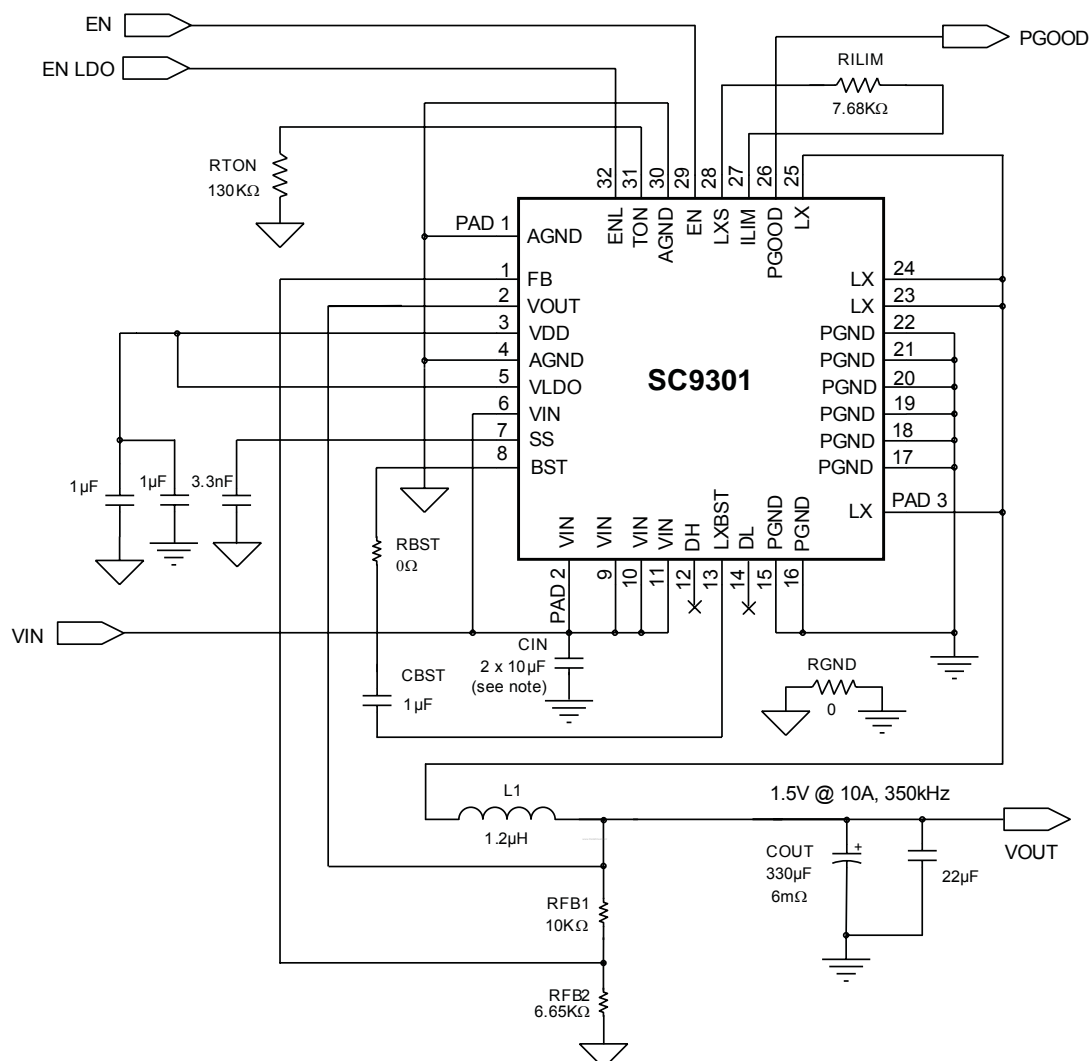 EN
PGOOD
EN LDO
RILIM
7.68KΩ
RTON
130KΩ
32
31
30
29
28
27
26
25
ENL
TON
AGND
EN
LXS
ILIM
PGOOD
LX
PAD 1
AGND
1
FB
2
VOUT
3
VDD
4
AGND
5
VLDO
6
VIN
7
SS
8
BST
SC9301
LX
24
LX
23
PGND
22
PGND
21
PGND
20
PGND
19
PGND
18
PGND
17
LX
PAD 3
VIN
VIN
VIN
VIN
DH
LXBST
DL
PGND
PGND
PAD 2
9
10
11
12
13
14
15
16
1µF
1µF
3.3nF
RBST
0Ω
VIN
CIN
2 x 10µF
(see note)
CBST
1µF
RGND
0
L1
1.2µH
1.5V @ 10A, 350kHz
VOUT
COUT
+
330µF
6mΩ
22µF
RFB1
10KΩ
RFB2
6.65KΩ